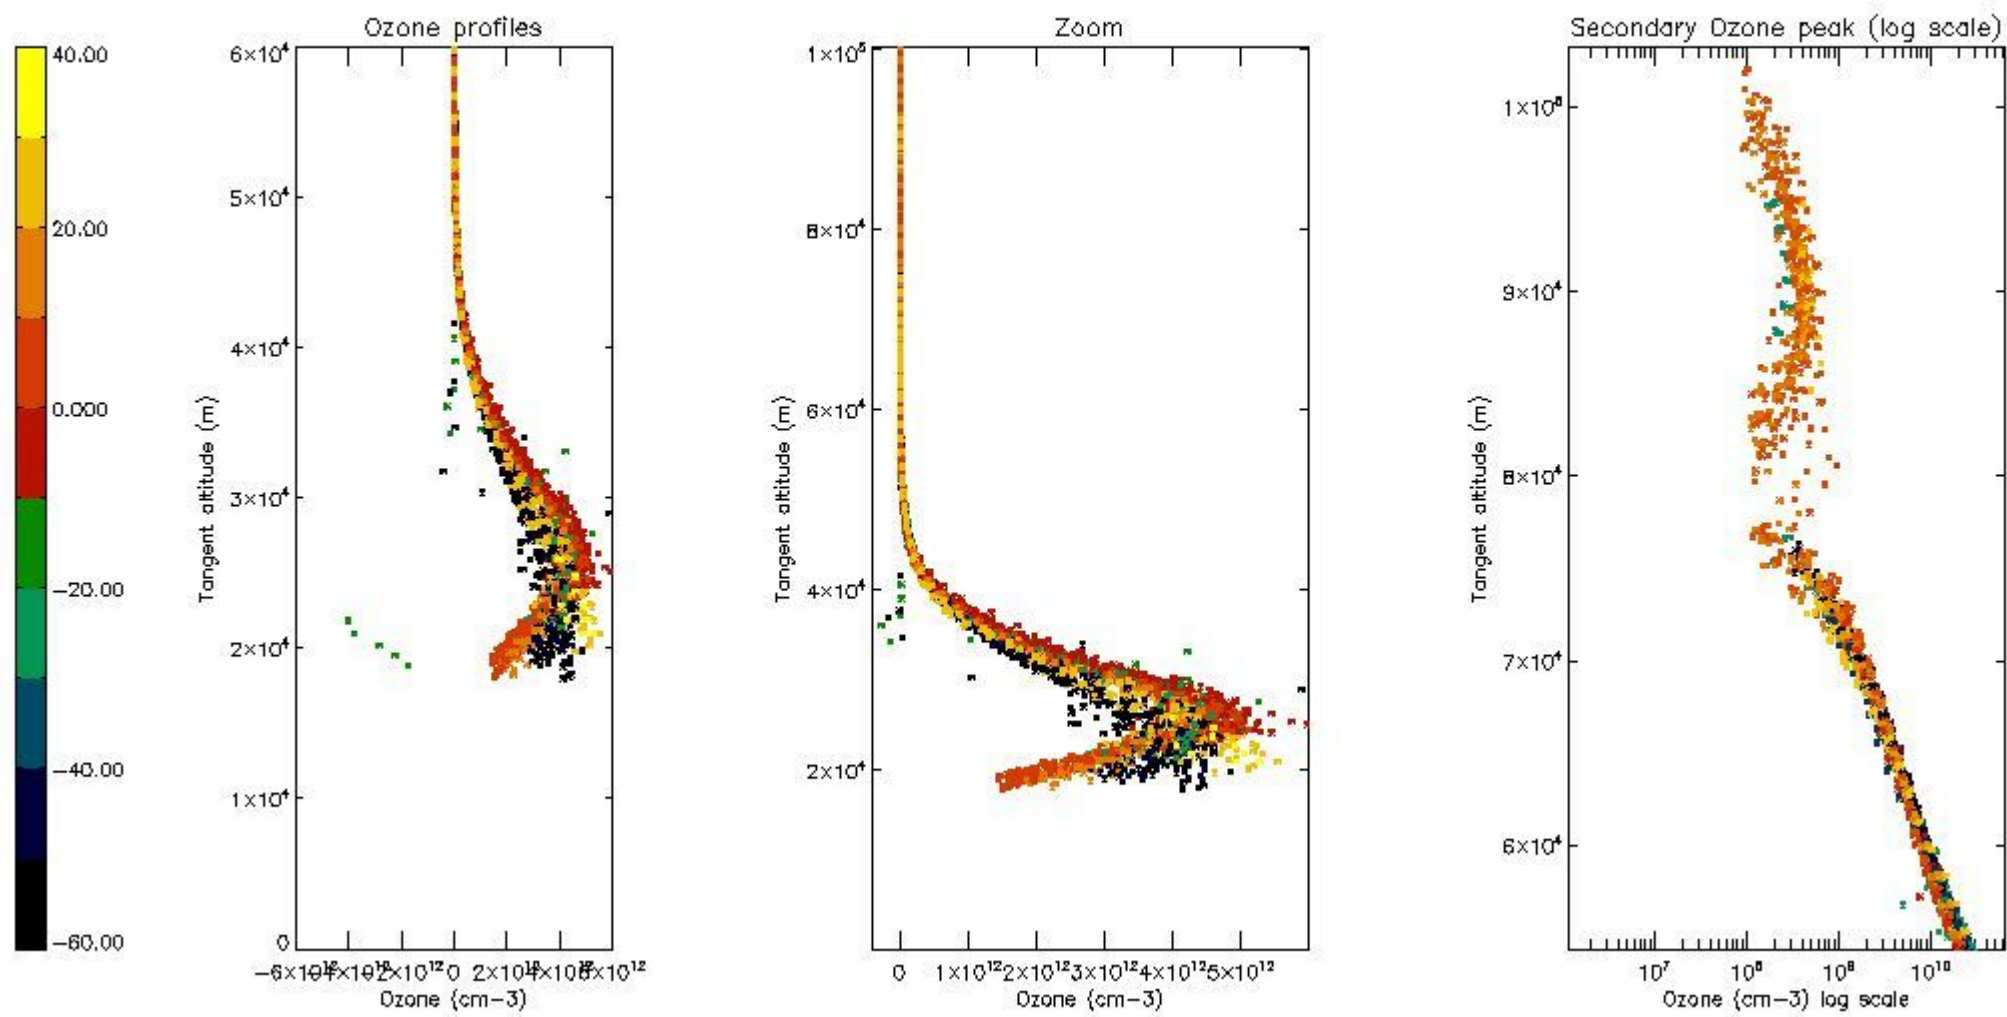 Ozone profiles
Zoom
Secondary Ozone peak (log scale)
40.00
20.00
0.000
−20.00
−40.00
−60.00
6×10⁴
5×10⁴
4×10⁴
3×10⁴
2×10⁴
1×10⁴
0
Tangent altitude (m)
0
Ozone (cm−3)
1×10⁵
8×10⁴
6×10⁴
4×10⁴
2×10⁴
Tangent altitude (m)
0 1×10¹² 2×10¹² 3×10¹² 4×10¹² 5×10¹²
Ozone (cm−3)
9×10⁴
8×10⁴
7×10⁴
6×10⁴
Tangent altitude (m)
10⁷ 10⁸ 10⁹ 10¹⁰
Ozone (cm−3) log scale